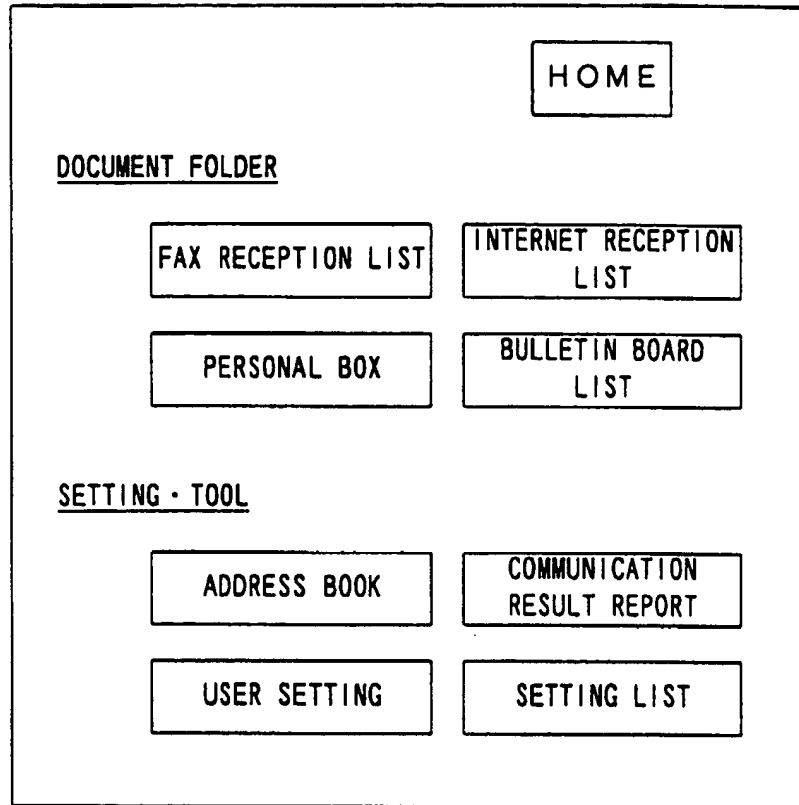 HOME
DOCUMENT FOLDER
FAX RECEPTION LIST
INTERNET RECEPTION
LIST
PERSONAL BOX
BULLETIN BOARD
LIST
SETTING・TOOL
ADDRESS BOOK
COMMUNICATION
RESULT REPORT
USER SETTING
SETTING LIST